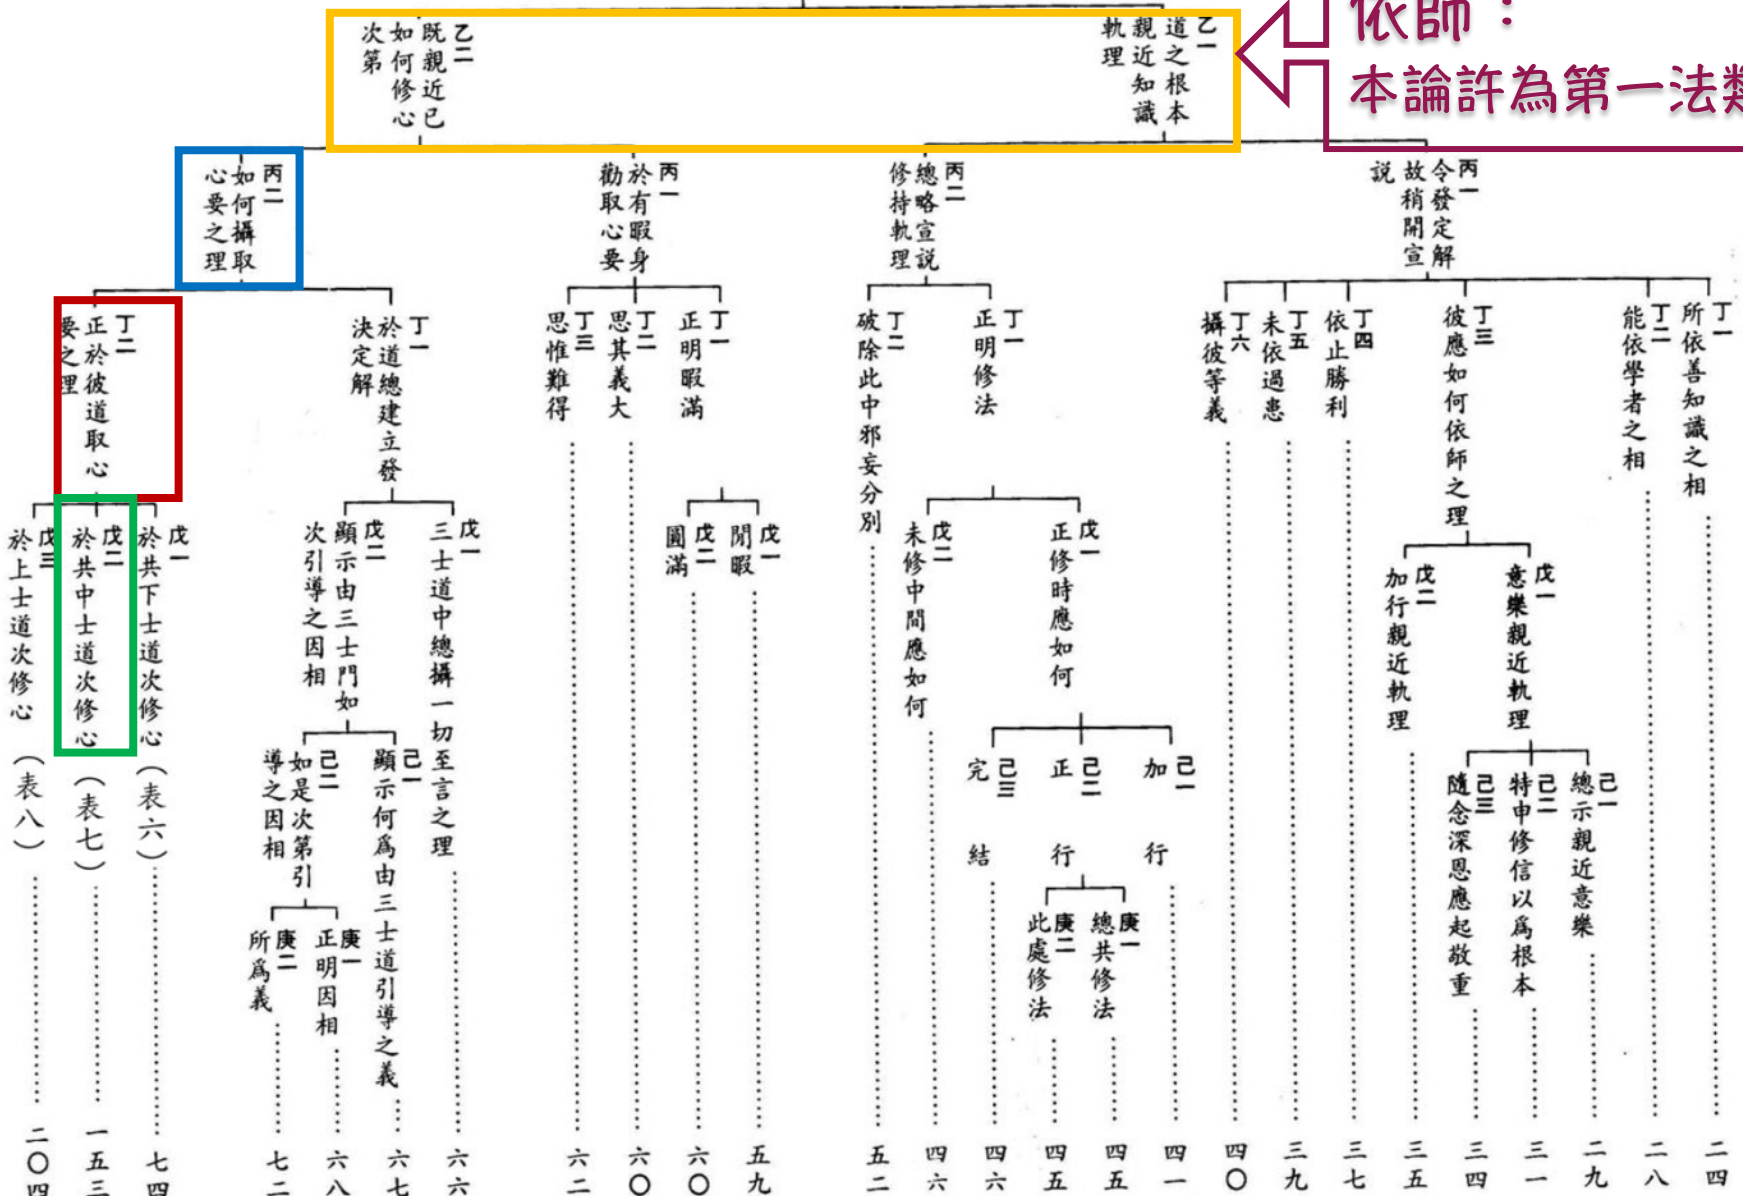 依師：
本論許為第一法類
乙一
道之根本
親近知識
軌理
乙二
既親近已
如何修心
次第
丙一
令發定解
故稍開宣
說
丙二
總略宣說
修持軌理
丙一
於有暇身
勸取心要
丙二
如何攝取
心要之理
丁一
所依善知識之相
丁二
能依學者之相
丁三
彼應如何依師之理
丁四
依止勝利
丁五
未依過患
丁六
攝彼等義
丁一
正明修法
丁二
破除此中邪妄分別
丁一
正明暇滿
丁二
思其義大
丁三
思惟難得
丁一
於道總建立發
決定解
丁二
正於彼道取心
要之理
戊一
意樂親近軌理
戊二
加行親近軌理
戊一
正修時應如何
戊二
未修中間應如何
戊一
閒暇
戊二
圓滿
戊一
三士道中總攝一切至言之理
戊二
顯示由三士門如
次引導之因相
戊一
於共下士道次修心（表六）
戊二
於共中士道次修心（表七）
戊三
於上士道次修心（表八）
己一
總示親近意樂
己二
特申修信以為根本
己三
隨念深恩應起敬重
己一
加行
己二
正行
己三
完結
己一
顯示何為由三士道引導之義
己二
如是次第引
導之因相
庚一
總共修法
庚二
此處修法
庚一
正明因相
庚二
所為義
二四
二八
二九
三一
三四
三五
三七
三九
四〇
四一
四五
四五
四六
四六
五二
五九
六〇
六〇
六二
六六
六七
六八
七二
七四
一五三
二〇四